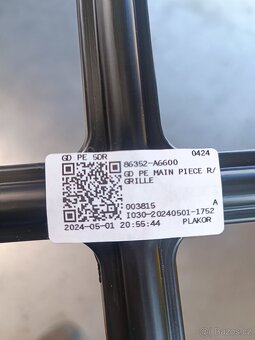 GD PE 5DR
86352-A6600
0424
GD PE MAIN PIECE R/
GRILLE
003815
A
I030-20240501-1752
2024-05-01 20:55:44
PLAKOR